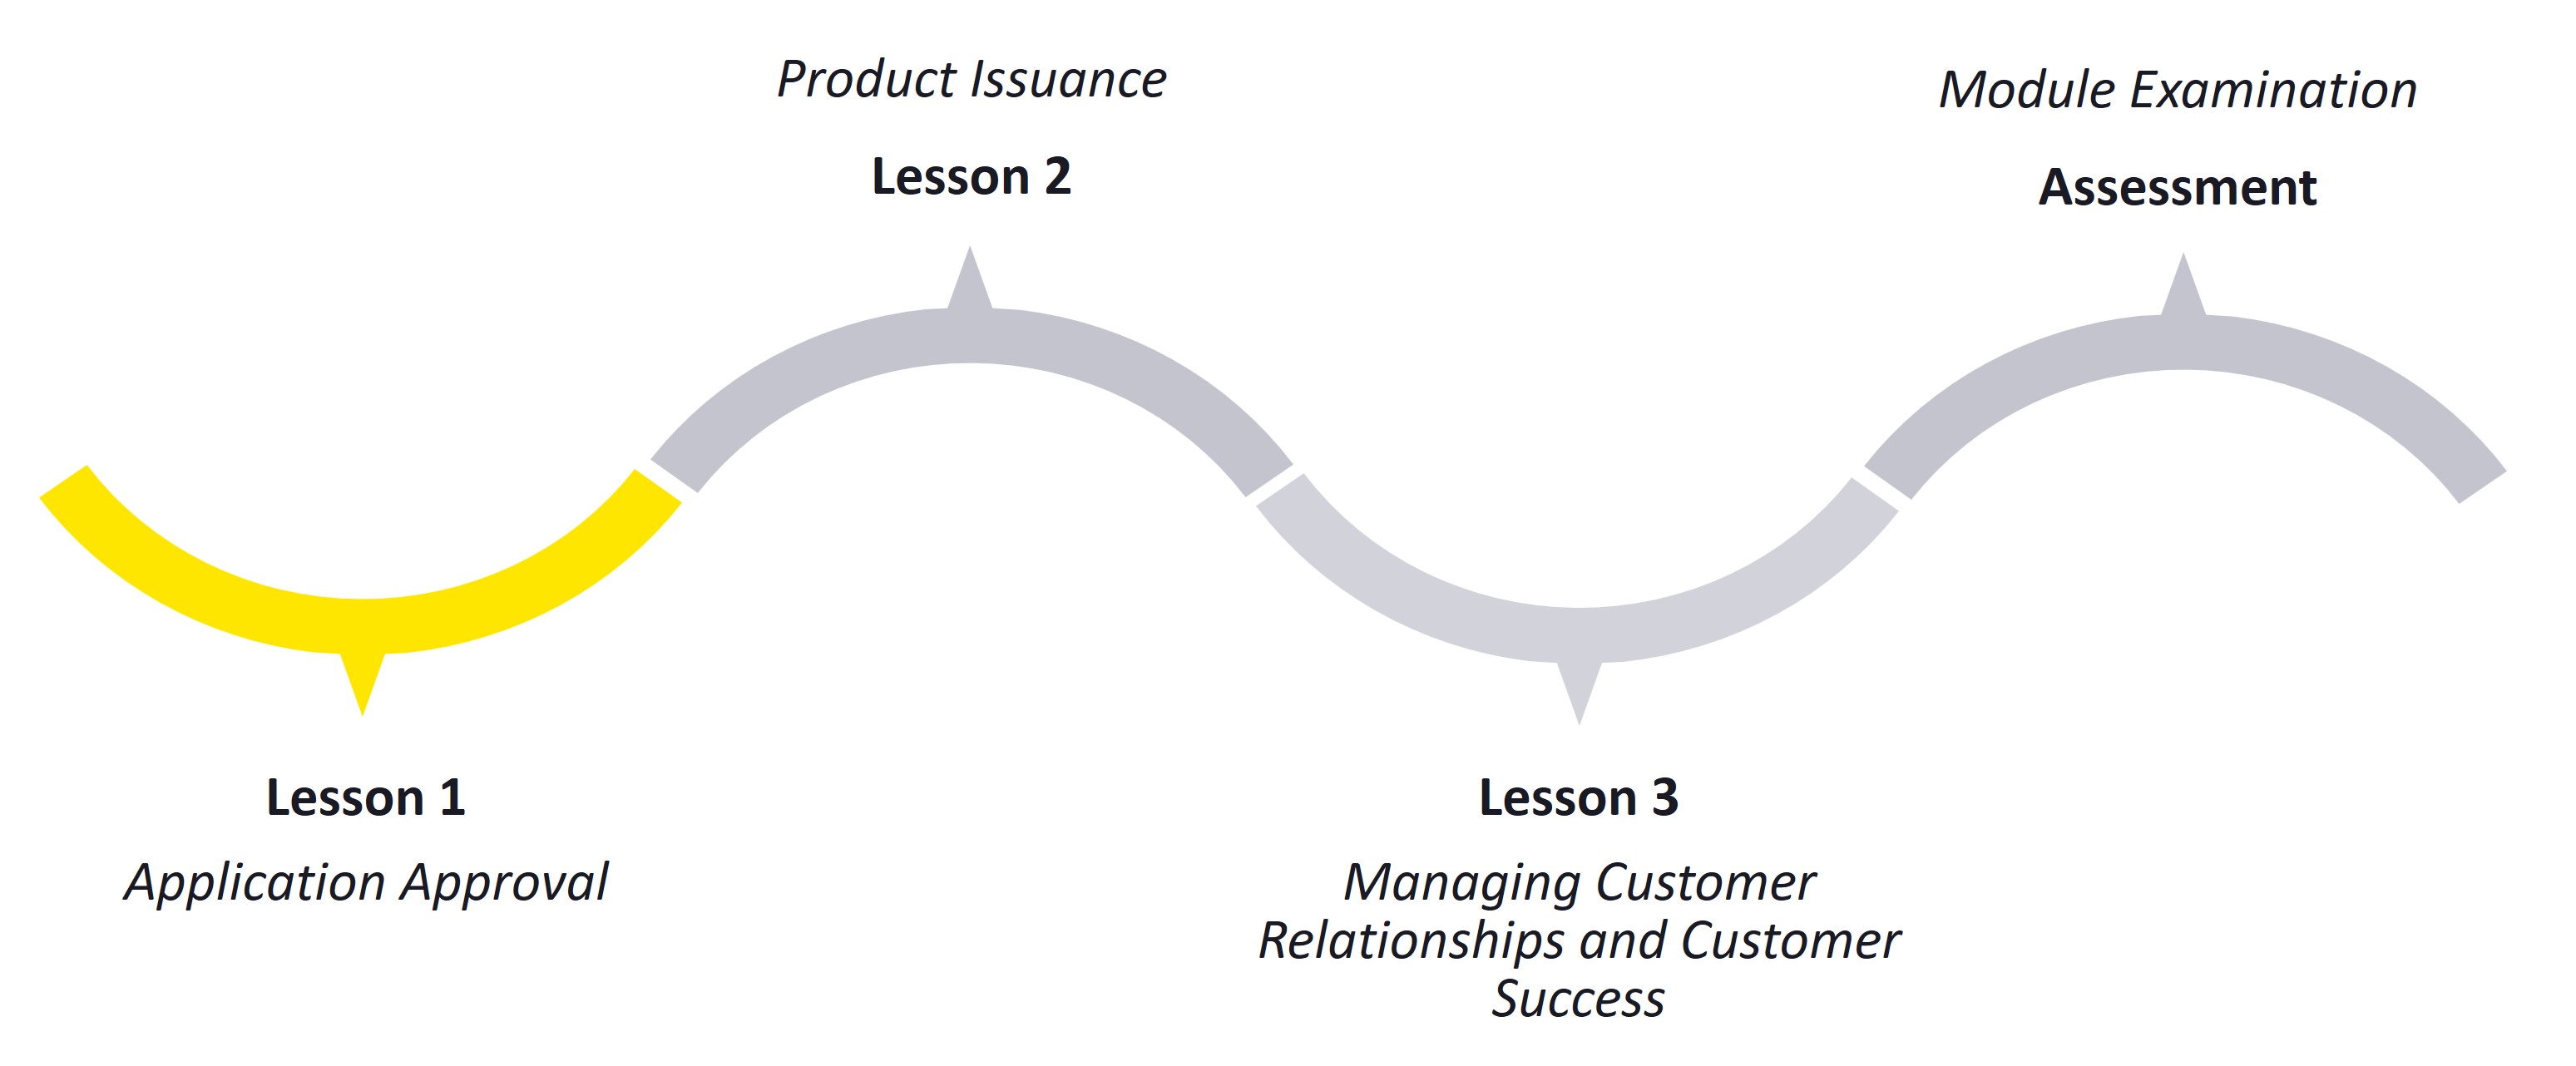 Product Issuance
Lesson 2
Module Examination
Assessment
Lesson 1
Application Approval
Lesson 3
Managing Customer
Relationships and Customer
Success